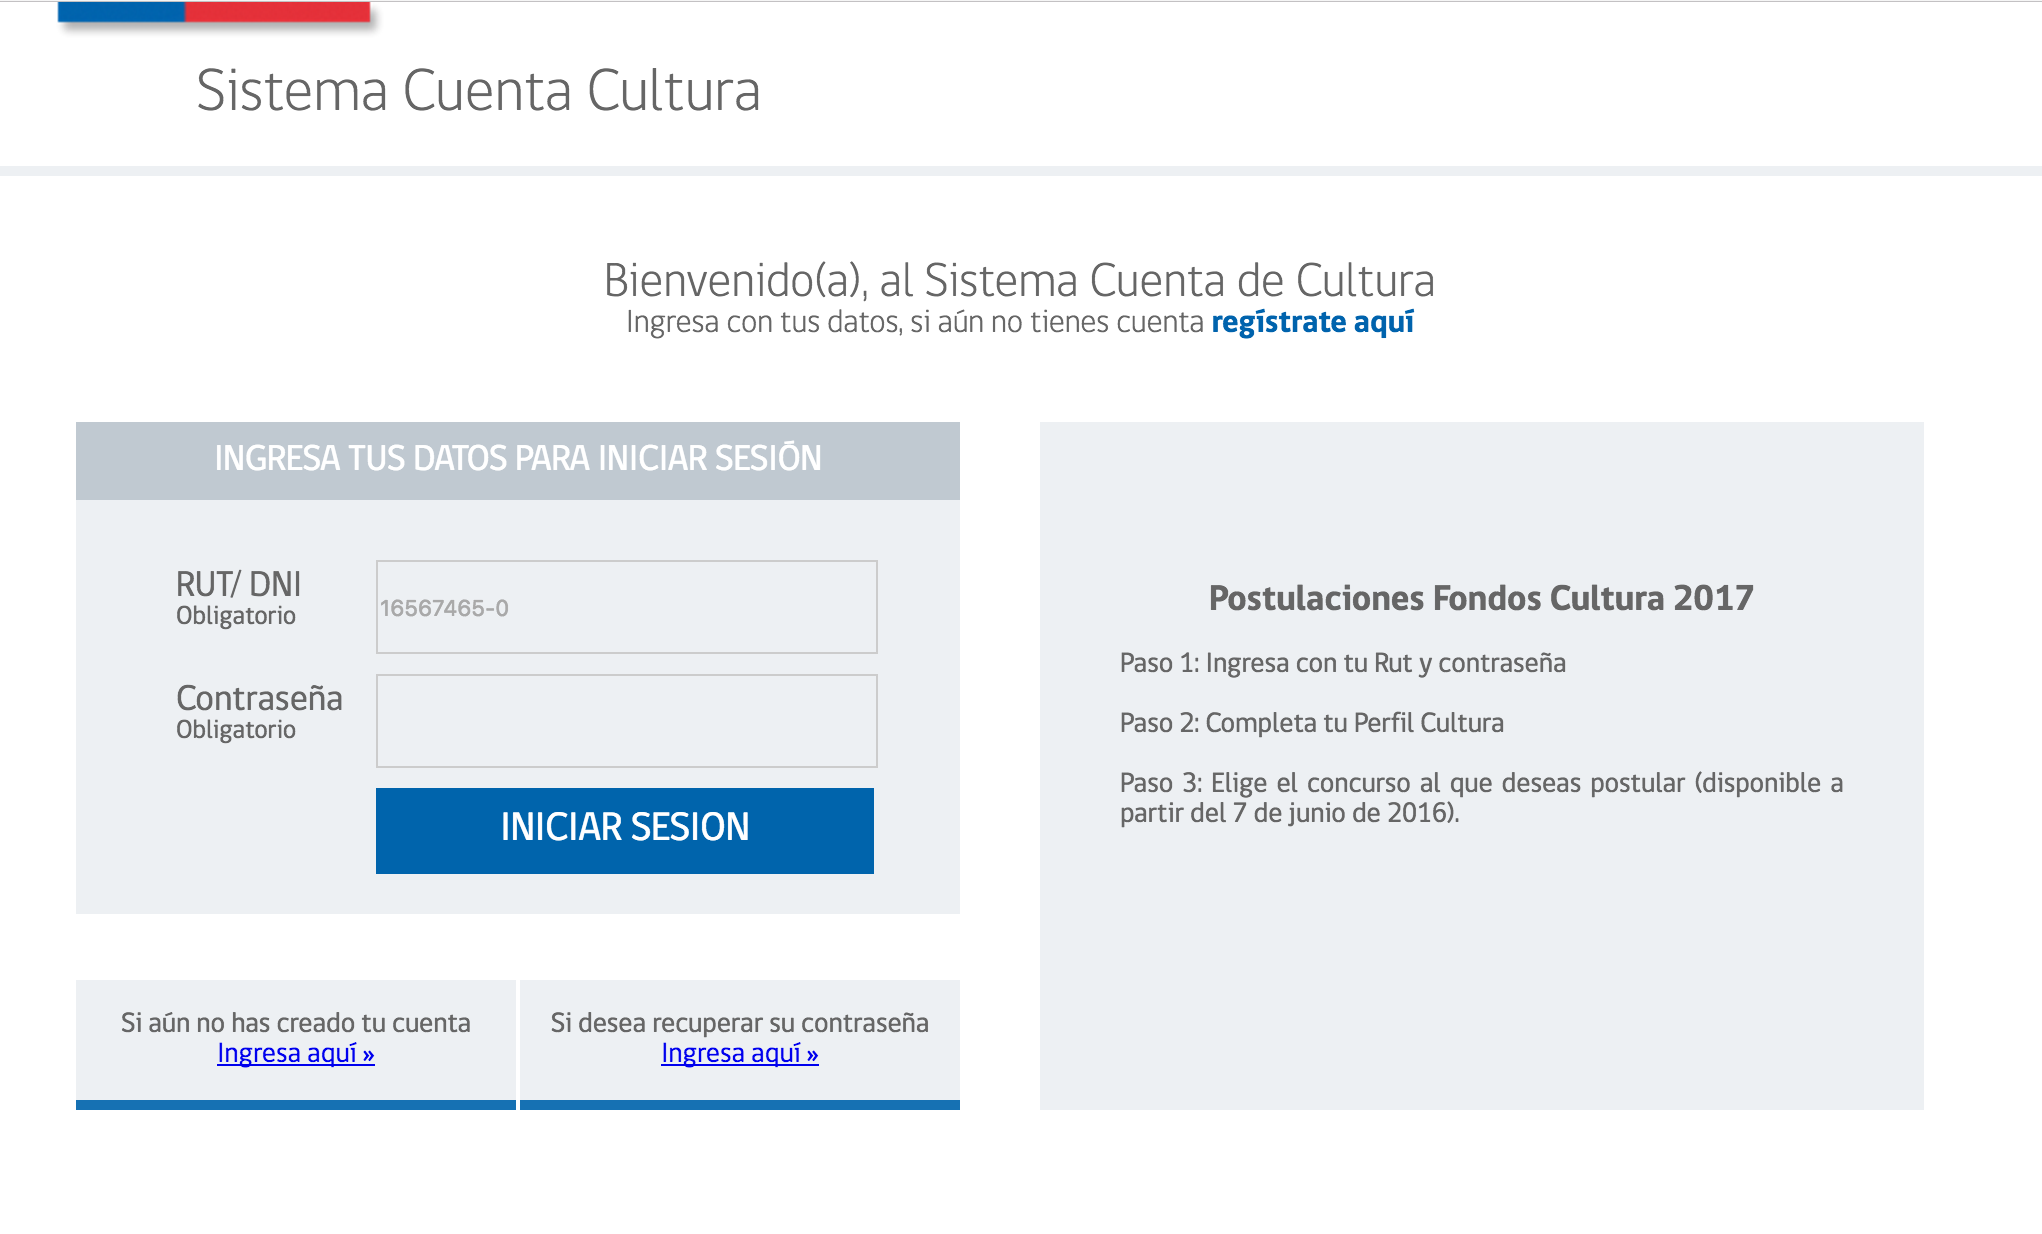 Sistema Cuenta Cultura
Bienvenido(a), al Sistema Cuenta de Cultura
Ingresa con tus datos, si aún no tienes cuenta regístrate aquí
INGRESA TUS DATOS PARA INICIAR SESIÓN
RUT/ DNI
Obligatorio
16567465-0
Contraseña
Obligatorio
INICIAR SESION
Si aún no has creado tu cuenta
Ingresa aquí »
Si desea recuperar su contraseña
Ingresa aquí »
Postulaciones Fondos Cultura 2017
Paso 1: Ingresa con tu Rut y contraseña
Paso 2: Completa tu Perfil Cultura
Paso 3: Elige el concurso al que deseas postular (disponible a
partir del 7 de junio de 2016).